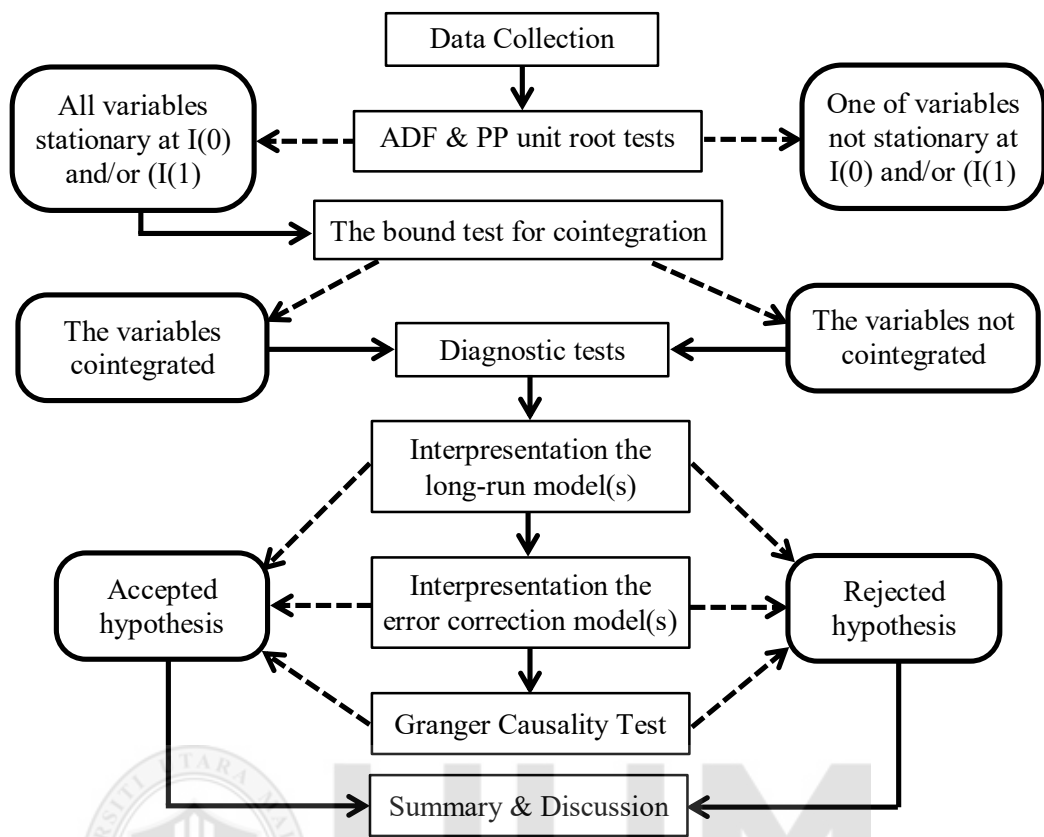 Data Collection
All variables
stationary at I(0)
and/or (I(1)
ADF & PP unit root tests
One of variables
not stationary at
I(0) and/or (I(1)
The bound test for cointegration
The variables
cointegrated
Diagnostic tests
The variables not
cointegrated
Interpresentation the
long-run model(s)
Accepted
hypothesis
Interpresentation the
error correction model(s)
Rejected
hypothesis
Granger Causality Test
Summary & Discussion
UTARA
UUM